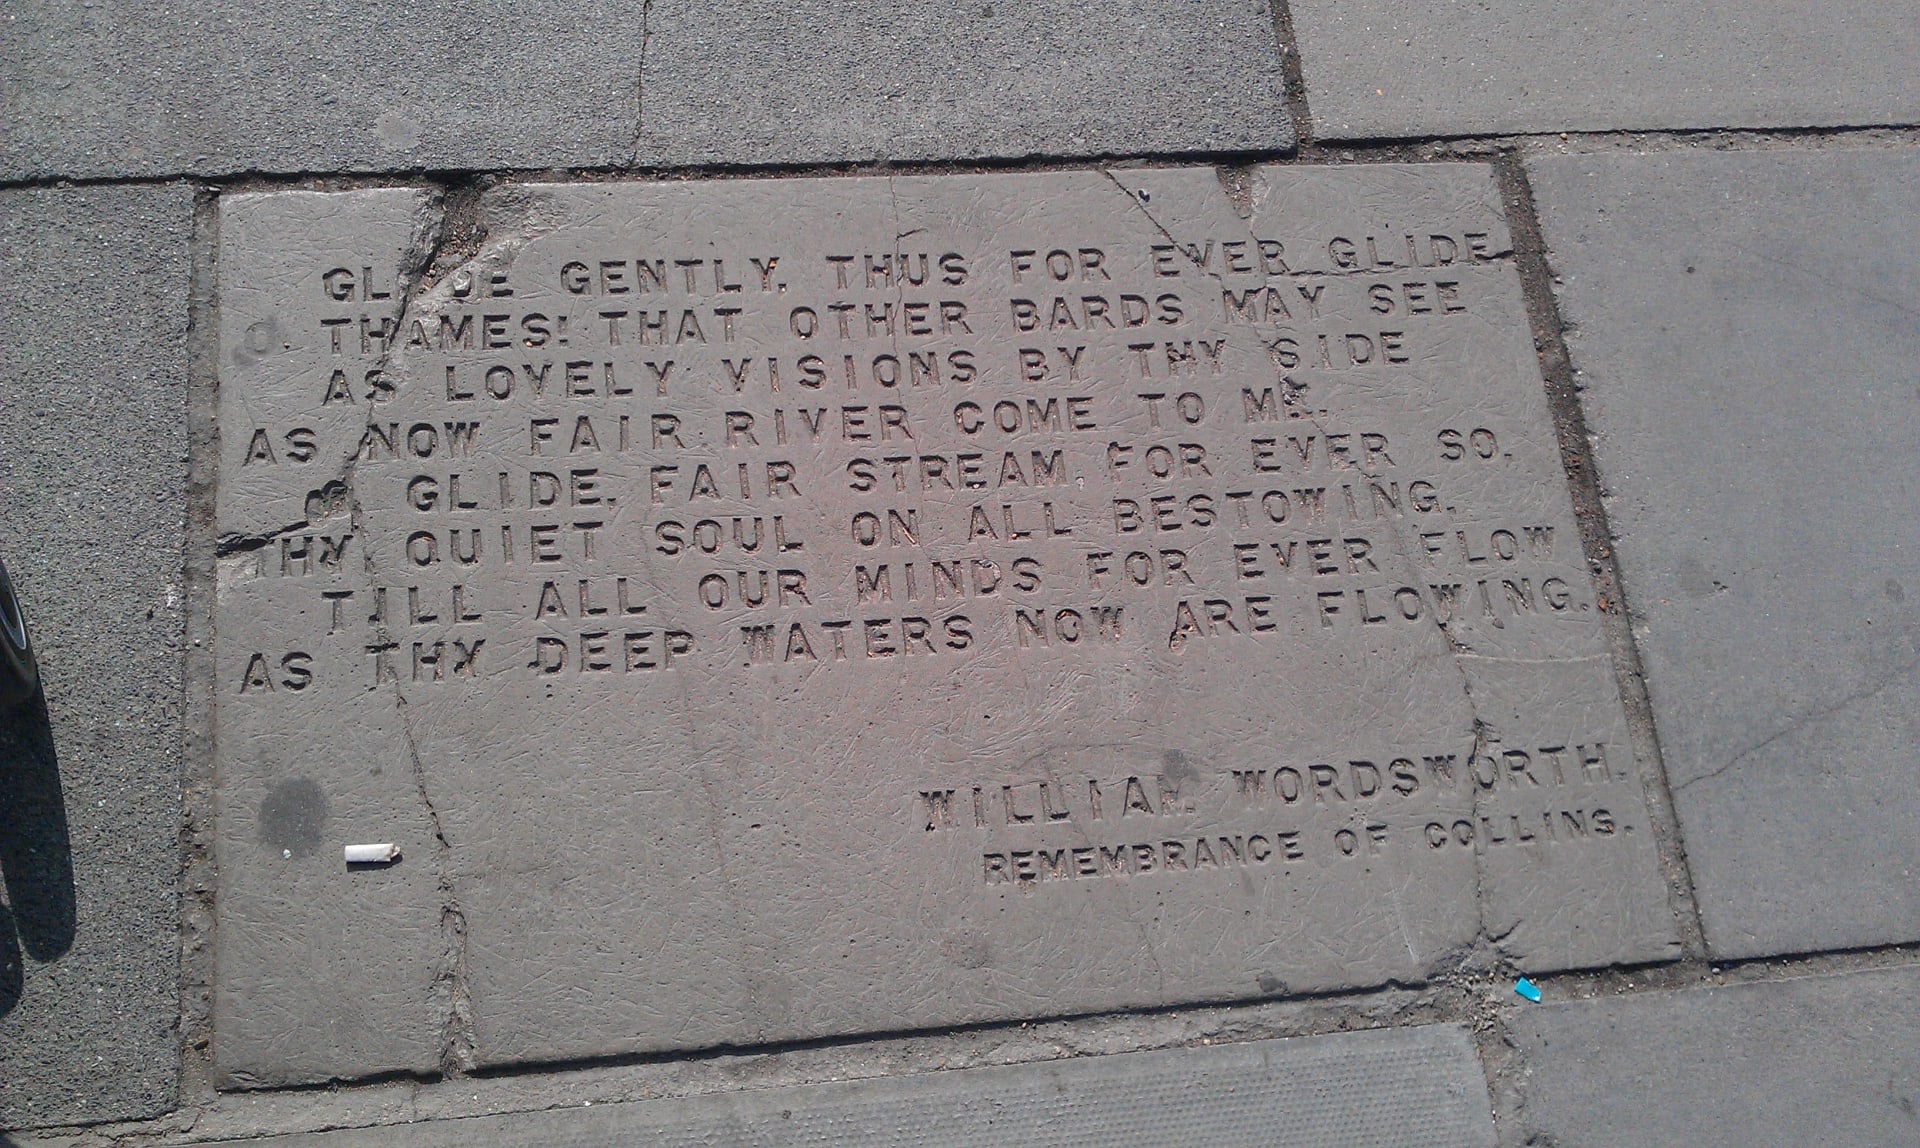 GLIDE GENTLY, THUS FOR EVER GLIDE
THAMES! THAT OTHER BARDS MAY SEE
AS LOVELY VISIONS BY THY SIDE
AS NOW FAIR RIVER COME TO ME.
GLIDE, FAIR STREAM, FOR EVER SO.
THY QUIET SOUL ON ALL BESTOWING,
TILL ALL OUR MINDS FOR EVER FLOW
AS THY DEEP WATERS NOW ARE FLOWING.
WILLIAM WORDSWORTH.
REMEMBRANCE OF COLLINS.